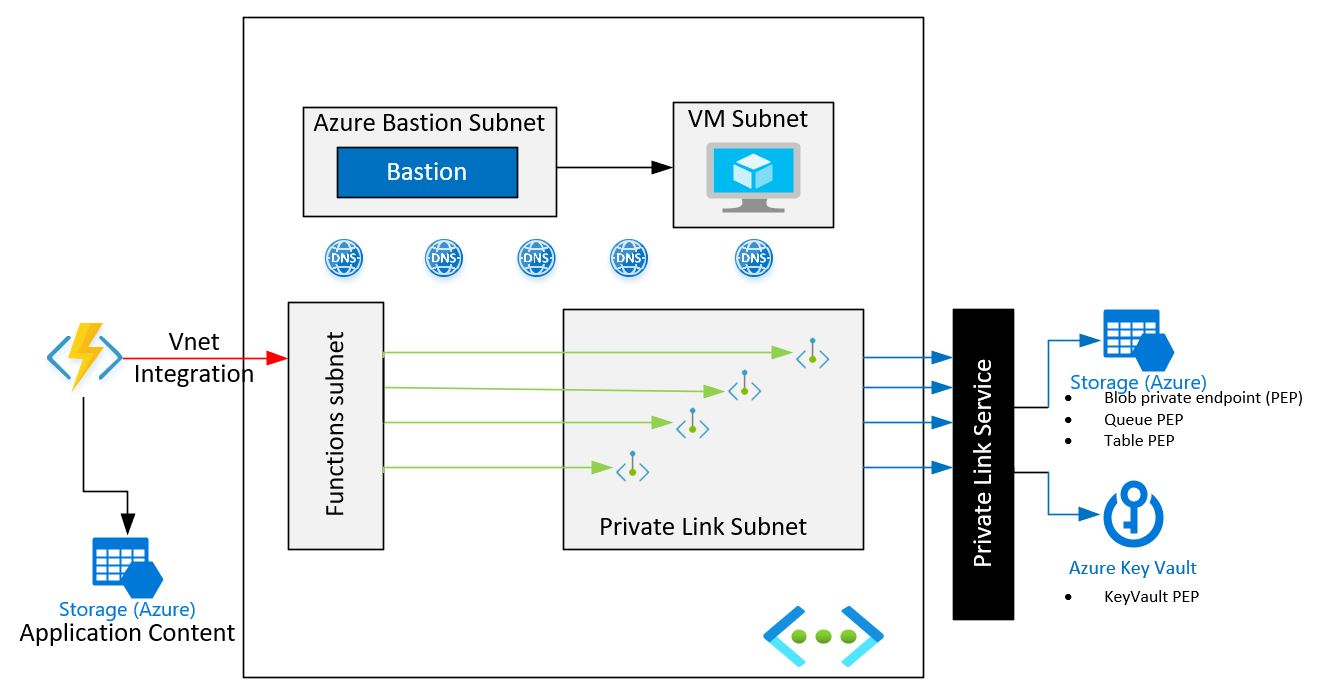 Azure Bastion Subnet
Bastion
VM Subnet
DNS
DNS
DNS
DNS
DNS
Vnet
Integration
Functions subnet
Private Link Subnet
Private Link Service
Storage (Azure)
• Blob private endpoint (PEP)
• Queue PEP
• Table PEP
Azure Key Vault
• KeyVault PEP
Storage (Azure)
Application Content